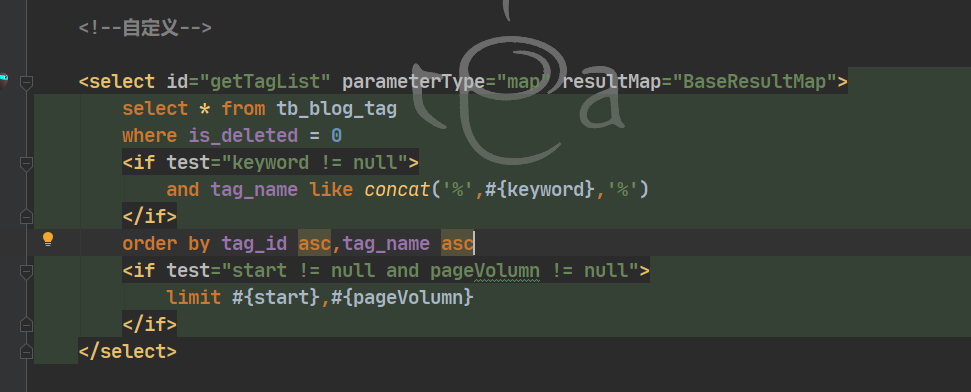 <!--自定义-->
<select id="getTagList" parameterType="map" resultMap="BaseResultMap">
select * from tb_blog_tag
where is_deleted = 0
<if test="keyword != null">
and tag_name like concat('%',#{keyword},'%')
</if>
order by tag_id asc,tag_name asc
<if test="start != null and pageVolumn != null">
limit #{start},#{pageVolumn}
</if>
</select>